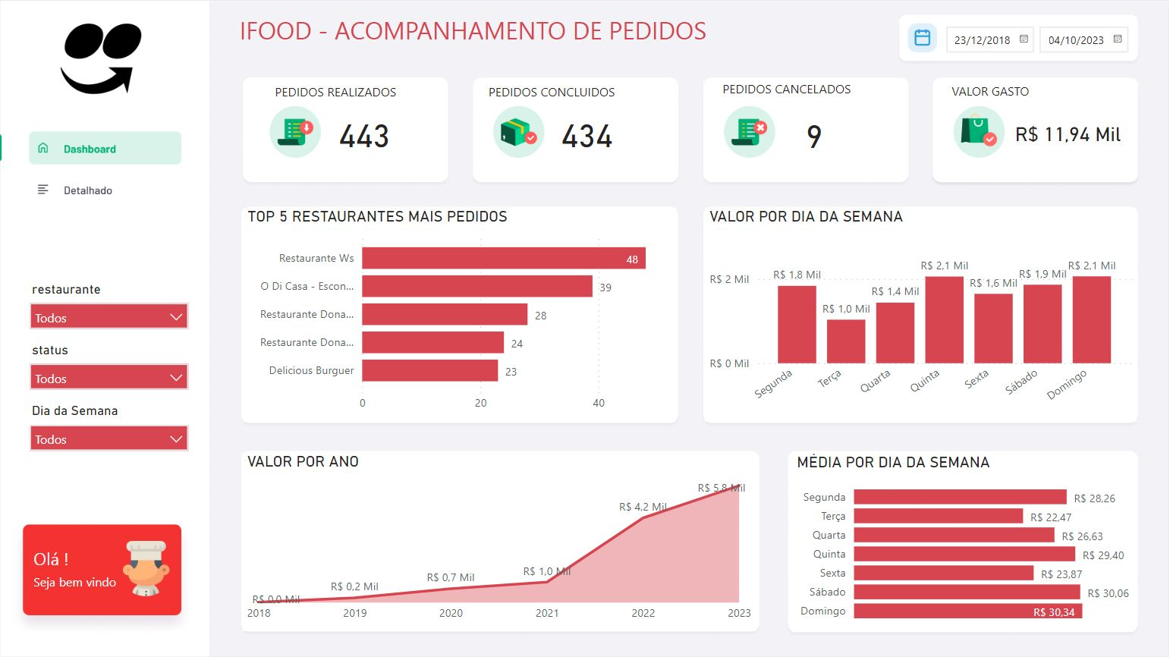 IFOOD - ACOMPANHAMENTO DE PEDIDOS
23/12/2018
04/10/2023
Dashboard
Detalhado
restaurante
Todos
status
Todos
Dia da Semana
Todos
Olá !
Seja bem vindo
PEDIDOS REALIZADOS
443
PEDIDOS CONCLUIDOS
434
PEDIDOS CANCELADOS
9
VALOR GASTO
R$ 11,94 Mil
TOP 5 RESTAURANTES MAIS PEDIDOS
Restaurante Ws 48
O Di Casa - Escon... 39
Restaurante Dona... 28
Restaurante Dona... 24
Delicious Burguer 23
0 20 40
VALOR POR DIA DA SEMANA
R$ 2 Mil
R$ 0 Mil
R$ 1,8 Mil R$ 1,0 Mil R$ 1,4 Mil R$ 2,1 Mil R$ 1,6 Mil R$ 1,9 Mil R$ 2,1 Mil
Segunda Terça Quarta Quinta Sexta Sábado Domingo
VALOR POR ANO
R$ 0,0 Mil R$ 0,2 Mil R$ 0,7 Mil R$ 1,0 Mil R$ 4,2 Mil R$ 5,8 Mil
2018 2019 2020 2021 2022 2023
MÉDIA POR DIA DA SEMANA
Segunda R$ 28,26
Terça R$ 22,47
Quarta R$ 26,63
Quinta R$ 29,40
Sexta R$ 23,87
Sábado R$ 30,06
Domingo R$ 30,34